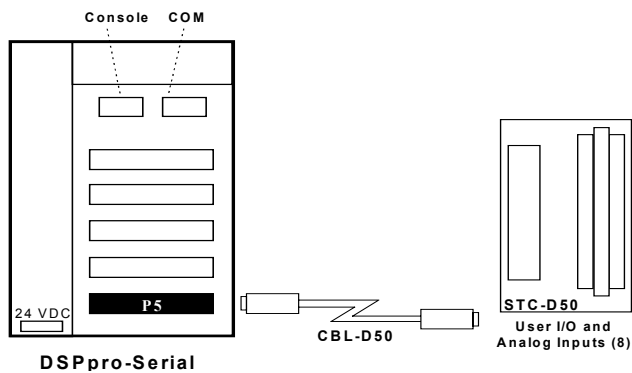 Console COM
P5
24 VDC
DSPpro-Serial
CBL-D50
STC-D50
User I/O and
Analog Inputs (8)